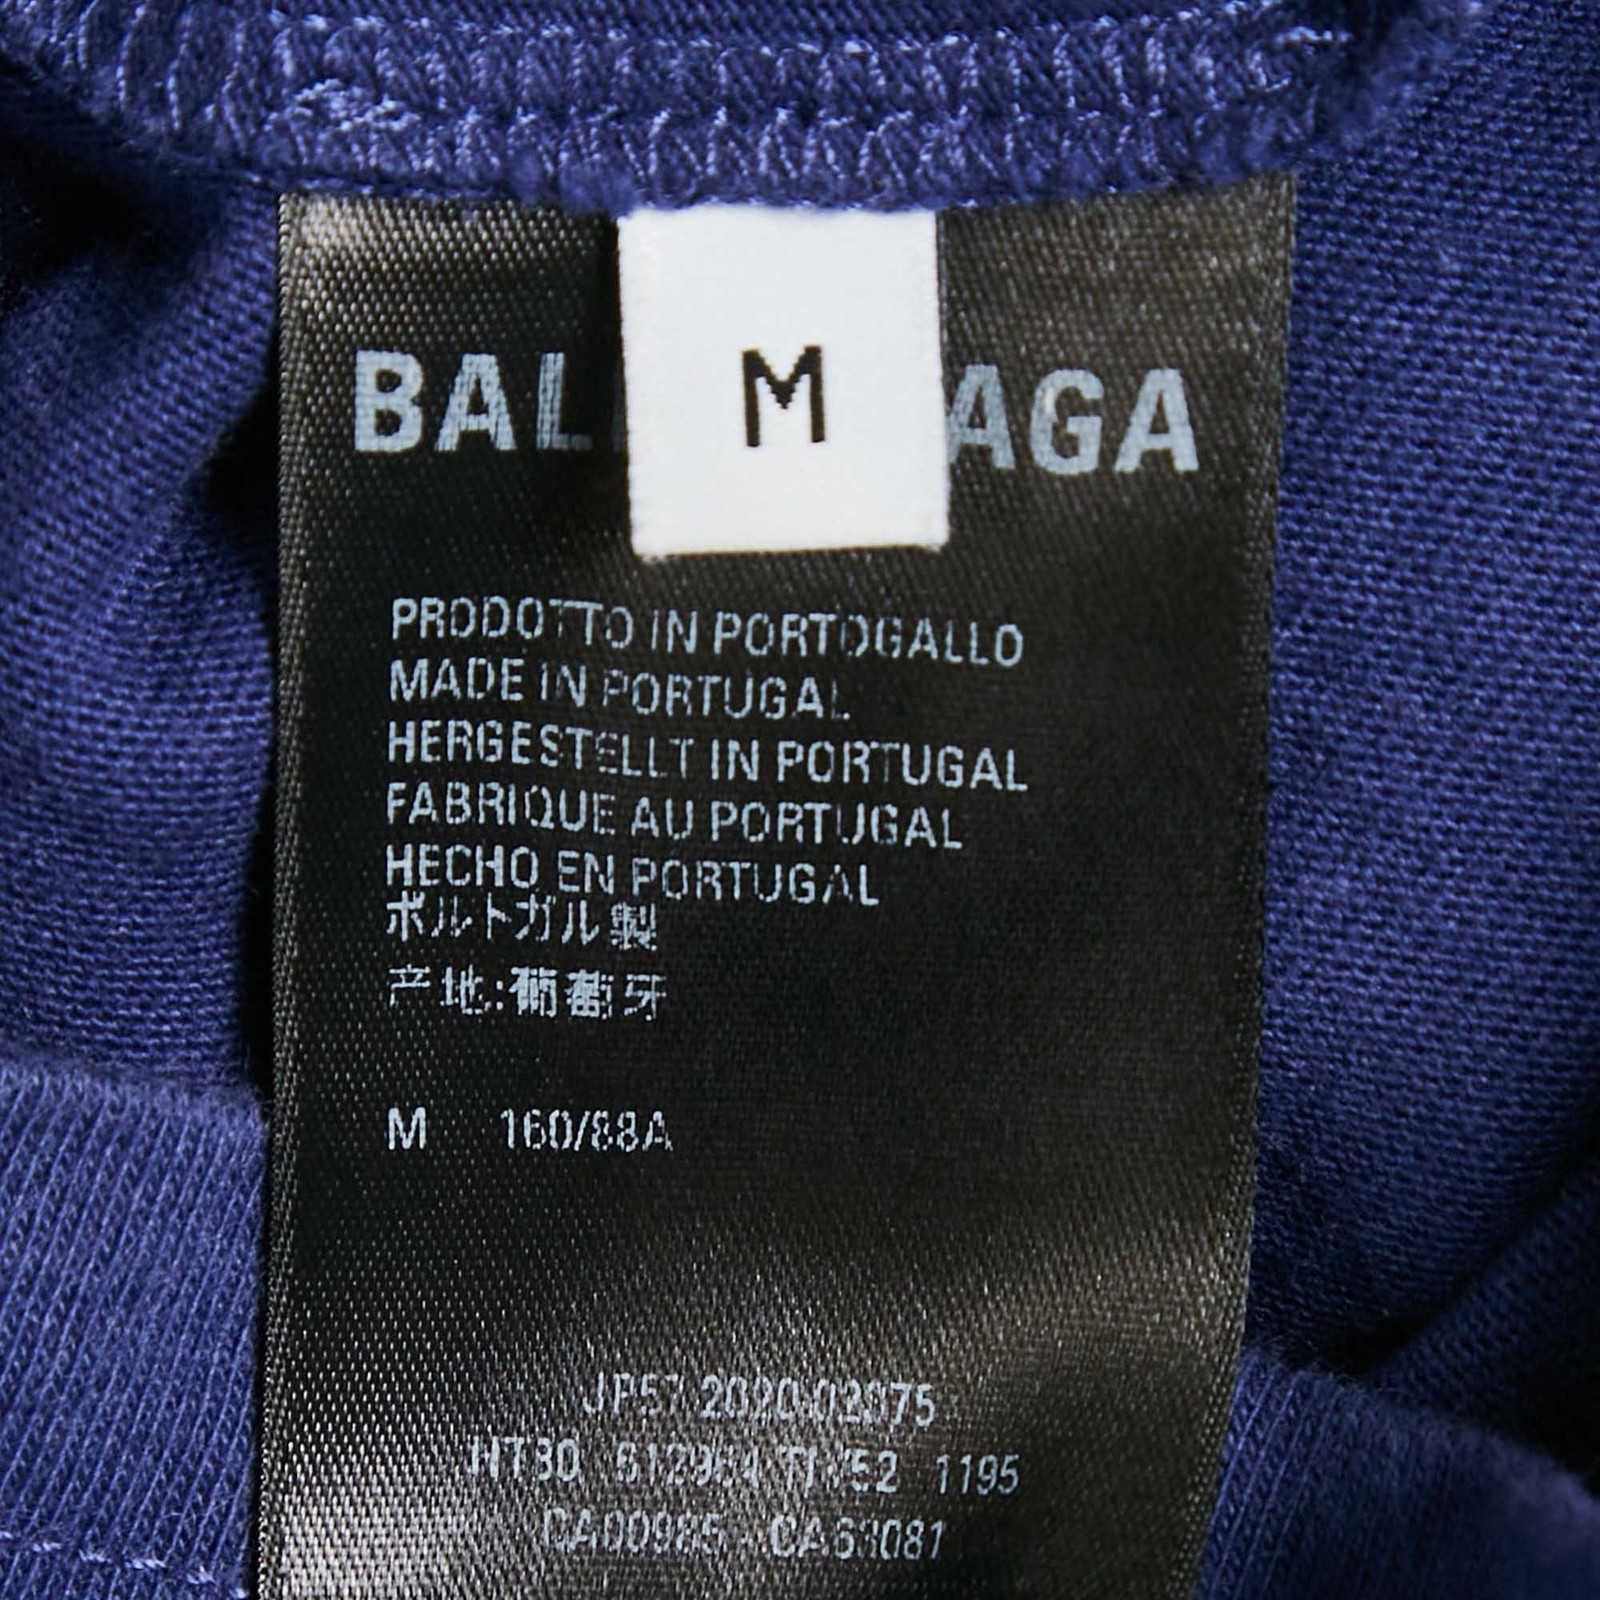 M
BAL AGA
PRODOTTO IN PORTOGALLO
MADE IN PORTUGAL
HERGESTELLT IN PORTUGAL
FABRIQUE AU PORTUGAL
HECHO EN PORTUGAL
ポルトガル製
产地:葡萄牙
M 160/88A
1195